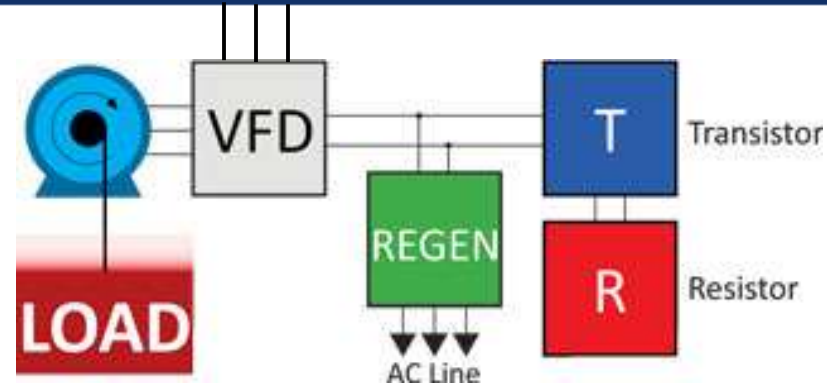 VFD
T
Transistor
REGEN
R
Resistor
LOAD
AC Line